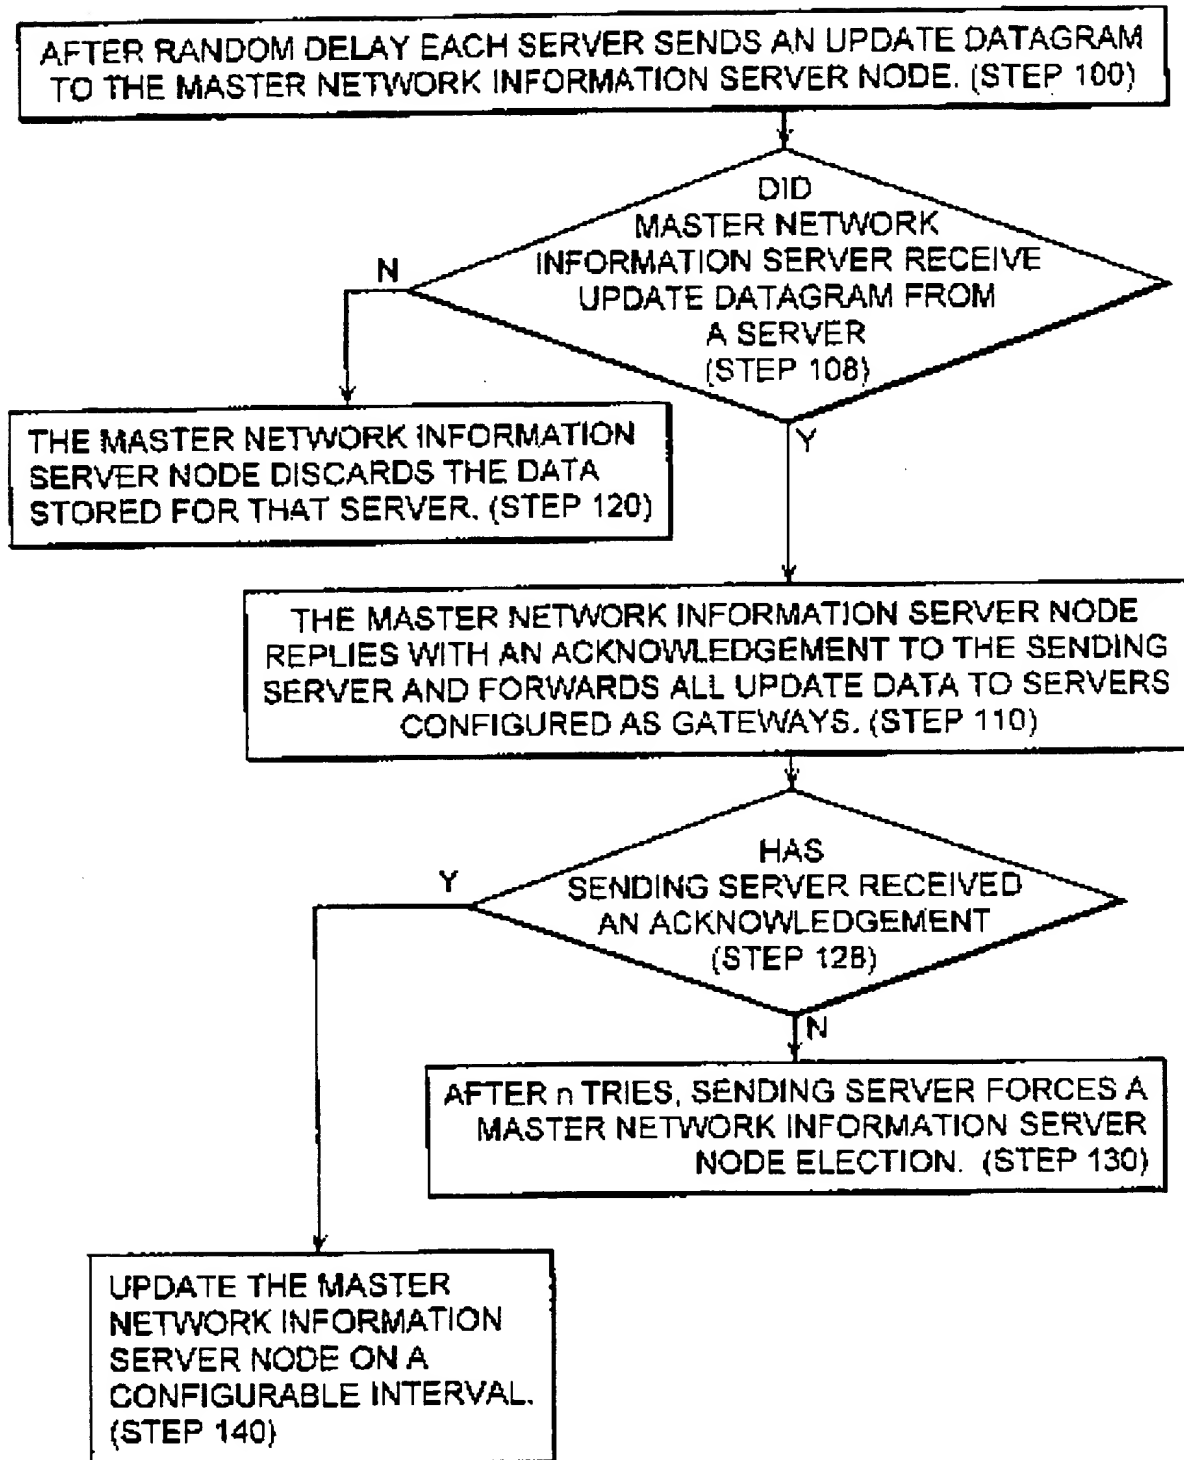 AFTER RANDOM DELAY EACH SERVER SENDS AN UPDATE DATAGRAM
TO THE MASTER NETWORK INFORMATION SERVER NODE. (STEP 100)
DID
MASTER NETWORK
INFORMATION SERVER RECEIVE
UPDATE DATAGRAM FROM
A SERVER
(STEP 108)
N
Y
THE MASTER NETWORK INFORMATION
SERVER NODE DISCARDS THE DATA
STORED FOR THAT SERVER. (STEP 120)
THE MASTER NETWORK INFORMATION SERVER NODE
REPLIES WITH AN ACKNOWLEDGEMENT TO THE SENDING
SERVER AND FORWARDS ALL UPDATE DATA TO SERVERS
CONFIGURED AS GATEWAYS. (STEP 110)
HAS
SENDING SERVER RECEIVED
AN ACKNOWLEDGEMENT
(STEP 128)
Y
N
AFTER n TRIES, SENDING SERVER FORCES A
MASTER NETWORK INFORMATION SERVER
NODE ELECTION. (STEP 130)
UPDATE THE MASTER
NETWORK INFORMATION
SERVER NODE ON A
CONFIGURABLE INTERVAL.
(STEP 140)